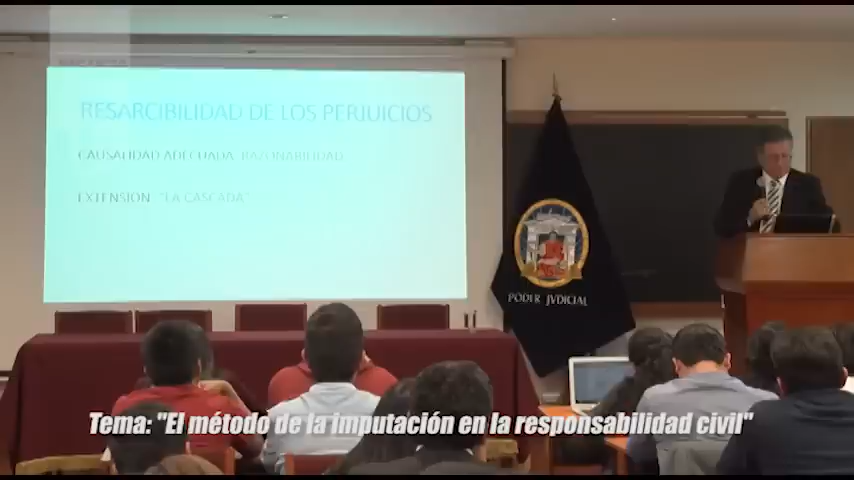 RESARCIBILIDAD DE LOS PERJUICIOS
CAUSALIDAD ADECUADA: RAZONABILIDAD
EXTENSION: "LA CASCADA"
PODER JVDICIAL
Tema: "El método de la imputación en la responsabilidad civil"